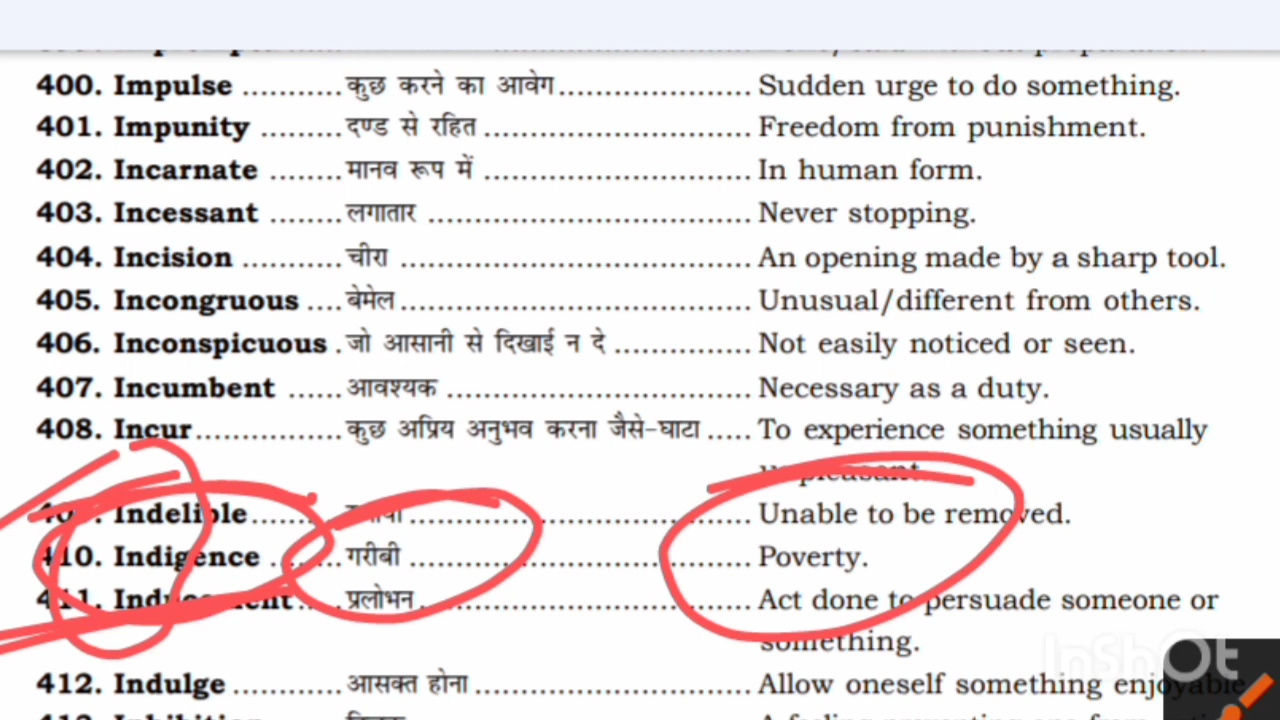 400. Impulse ........... कुछ करने का आवेग ...................... Sudden urge to do something.
401. Impunity ......... दण्ड से रहित .............................. Freedom from punishment.
402. Incarnate ........ मानव रूप में .............................. In human form.
403. Incessant ........ लगातार .................................... Never stopping.
404. Incision ........... चीरा ........................................ An opening made by a sharp tool.
405. Incongruous .... बेमेल ........................................ Unusual/different from others.
406. Inconspicuous . जो आसानी से दिखाई न दे ............... Not easily noticed or seen.
407. Incumbent ...... आवश्यक .................................. Necessary as a duty.
408. Incur ................ कुछ अप्रिय अनुभव करना जैसे-घाटा ..... To experience something usually
unpleasant.
409. Indelible ....... Unable to be removed.
410. Indigence ........ गरीबी ...................................... Poverty.
411. Inducement .... प्रलोभन .................................... Act done to persuade someone or
something.
412. Indulge ............ आसक्त होना .............................. Allow oneself something enjoyable
InShOt